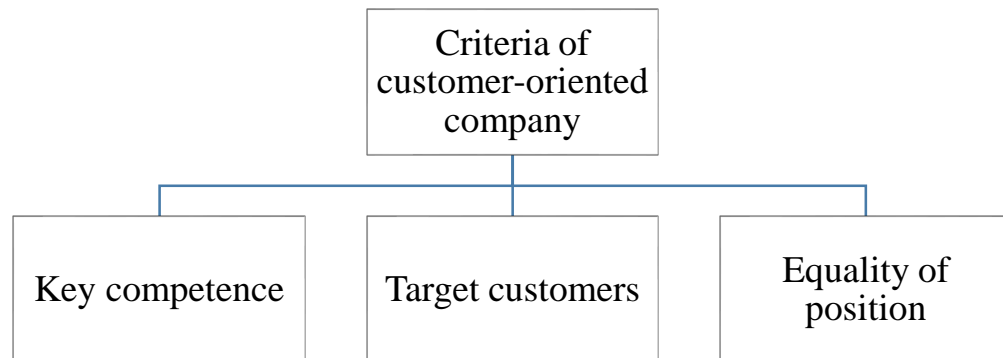 Criteria of
customer-oriented
company
Key competence
Target customers
Equality of
position